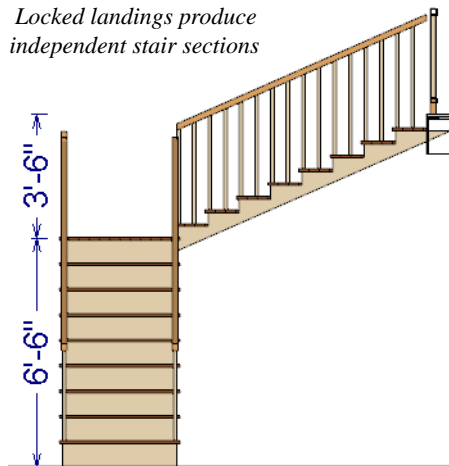 Locked landings produce
independent stair sections
3'-6"
6'-6"